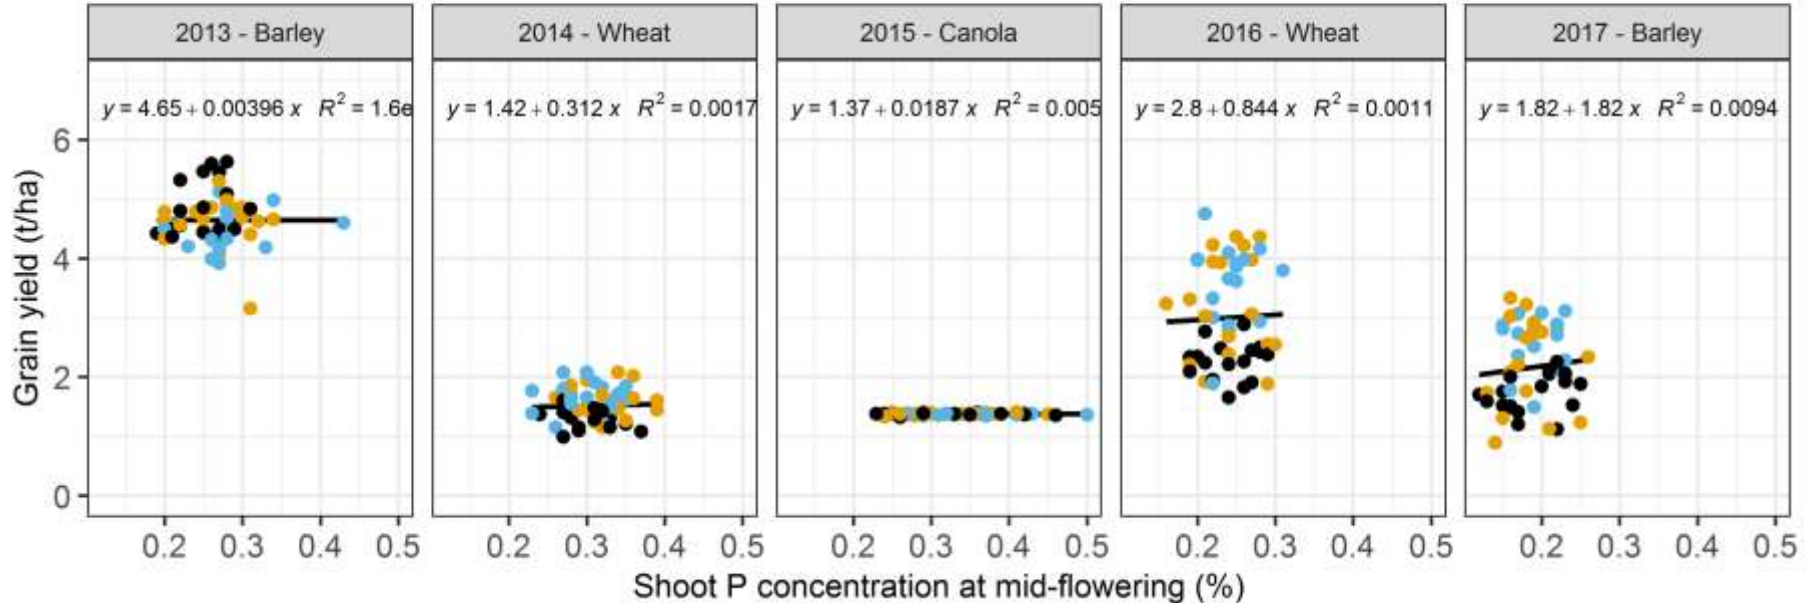 2013 - Barley
2014 - Wheat
2015 - Canola
2016 - Wheat
2017 - Barley
y = 4.65 + 0.00396 x R² = 1.6e
y = 1.42 + 0.312 x R² = 0.0017
y = 1.37 + 0.0187 x R² = 0.005
y = 2.8 + 0.844 x R² = 0.0011
y = 1.82 + 1.82 x R² = 0.0094
6
4
2
0
Grain yield (t/ha)
0.2 0.3 0.4 0.5
0.2 0.3 0.4 0.5
0.2 0.3 0.4 0.5
0.2 0.3 0.4 0.5
0.2 0.3 0.4 0.5
Shoot P concentration at mid-flowering (%)